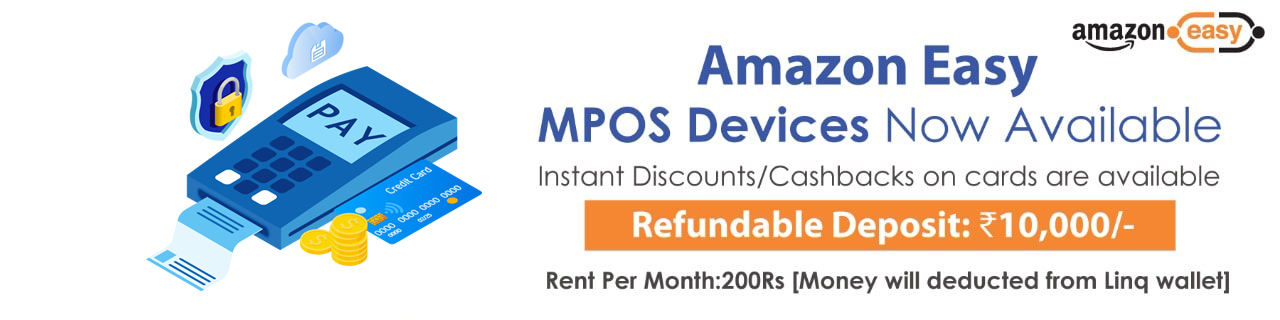 amazon easy
Amazon Easy
MPOS Devices Now Available
Instant Discounts/Cashbacks on cards are available
Refundable Deposit: ₹10,000/-
Rent Per Month:200Rs [Money will deducted from Linq wallet]
PAY
Credit Card
0000 0000 0000 0000